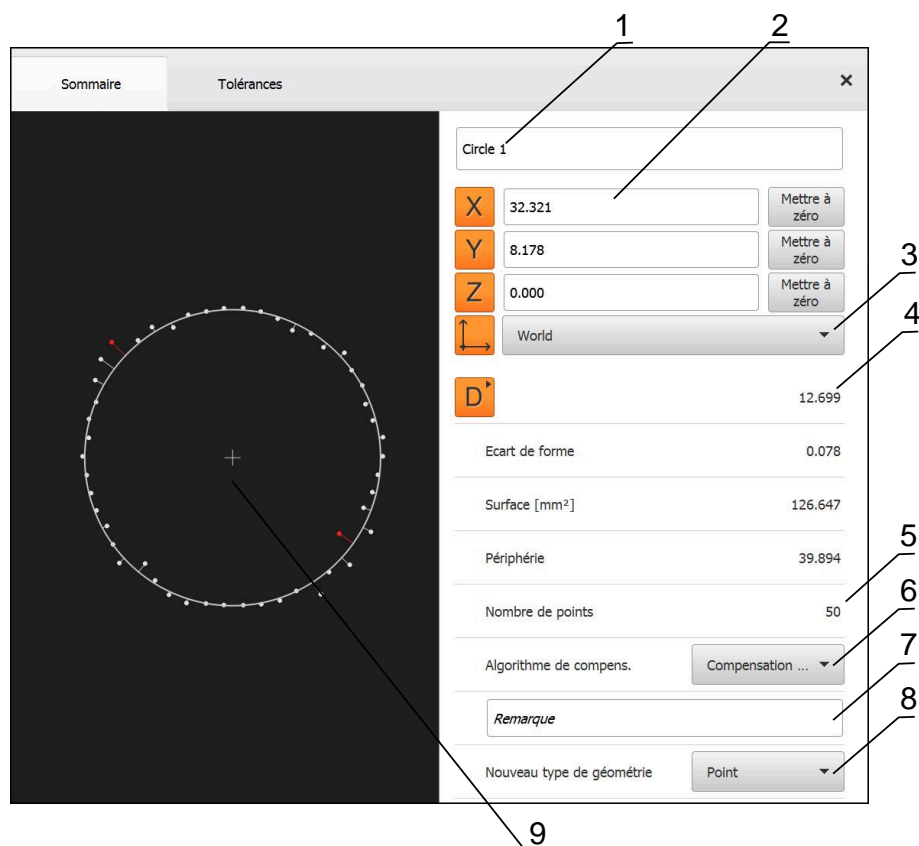 1
2
Sommaire Tolérances ×
Circle 1
X 32.321 Mettre à
zéro
Y 8.178 Mettre à
zéro
3
Z 0.000 Mettre à
zéro
4
World
D 12.699
Ecart de forme 0.078
Surface [mm²] 126.647
5
Périphérie 39.894
6
Nombre de points 50
7
Algorithme de compens. Compensation ...
8
Remarque
Nouveau type de géométrie Point
9